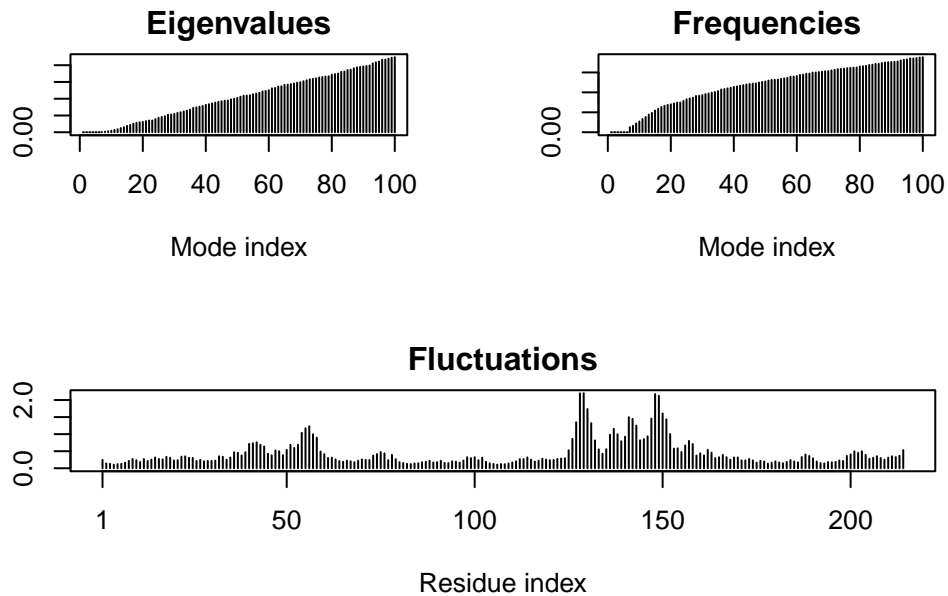 Eigenvalues
0.00
0 20 40 60 80 100
Mode index
Frequencies
0.00
0 20 40 60 80 100
Mode index
Fluctuations
0.0 2.0
1 50 100 150 200
Residue index